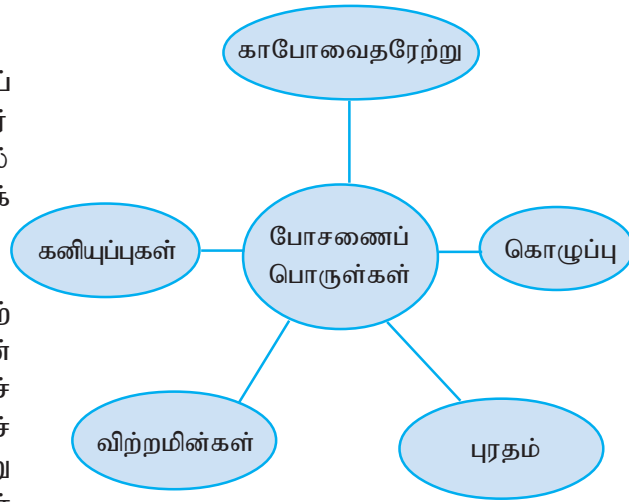 காபோவைதரேற்று
கனியுப்புகள்
போசணைப்
பொருள்கள்
கொழுப்பு
விற்றமின்கள்
புரதம்